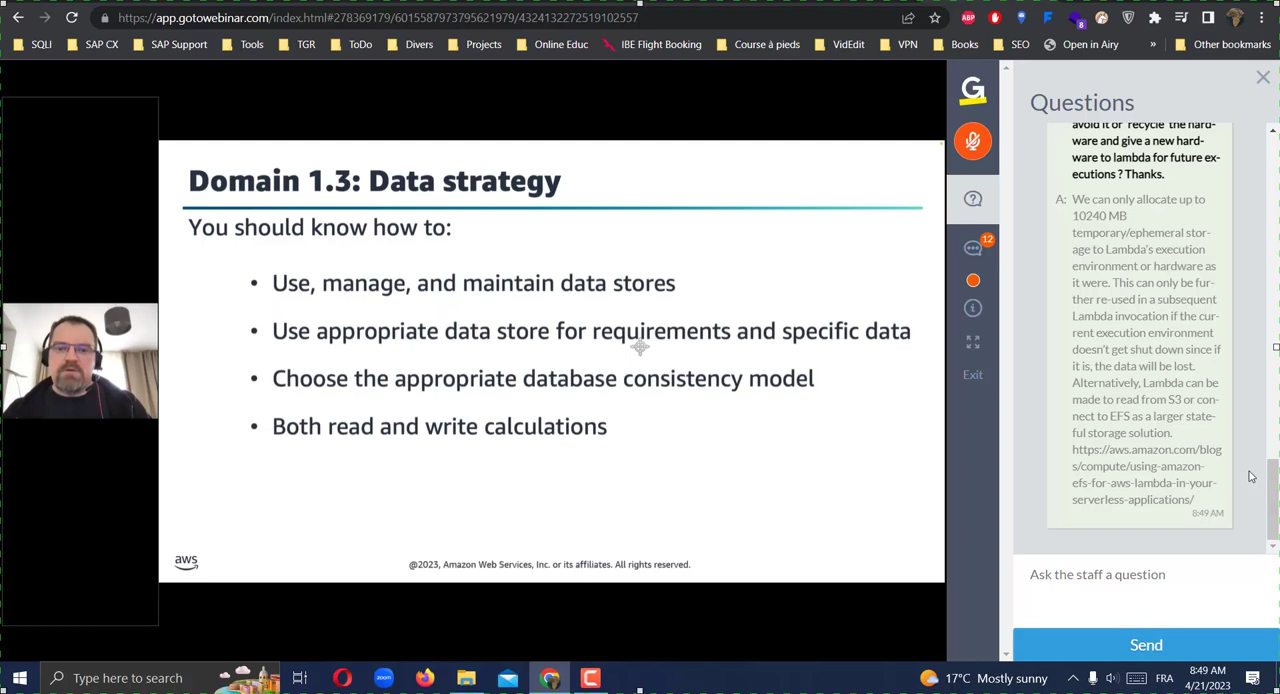 https://app.gotowebinar.com/index.html#278369179/6015587973795621979/4324132272519102557
ABP
F
8
SQLI
SAP CX
SAP Support
Tools
TGR
ToDo
Divers
Projects
Online Educ
IBE Flight Booking
Course à pieds
VidEdit
VPN
Books
SEO
Open in Airy
»
Other bookmarks
Domain 1.3: Data strategy
You should know how to:
• Use, manage, and maintain data stores
• Use appropriate data store for requirements and specific data
• Choose the appropriate database consistency model
• Both read and write calculations
aws
@2023, Amazon Web Services, Inc. or its affiliates. All rights reserved.
G
12
Exit
Questions
avoid it or recycle the hard-
ware and give a new hard-
ware to lambda for future ex-
ecutions ? Thanks.
A: We can only allocate up to
10240 MB
temporary/ephemeral stor-
age to Lambda's execution
environment or hardware as
it were. This can only be fur-
ther re-used in a subsequent
Lambda invocation if the cur-
rent execution environment
doesn't get shut down since if
it is, the data will be lost.
Alternatively, Lambda can be
made to read from S3 or con-
nect to EFS as a larger state-
ful storage solution.
https://aws.amazon.com/blog
s/compute/using-amazon-
efs-for-aws-lambda-in-your-
serverless-applications/
8:49 AM
Ask the staff a question
Send
Type here to search
zoom
17°C Mostly sunny
FRA
8:49 AM
4/21/2023